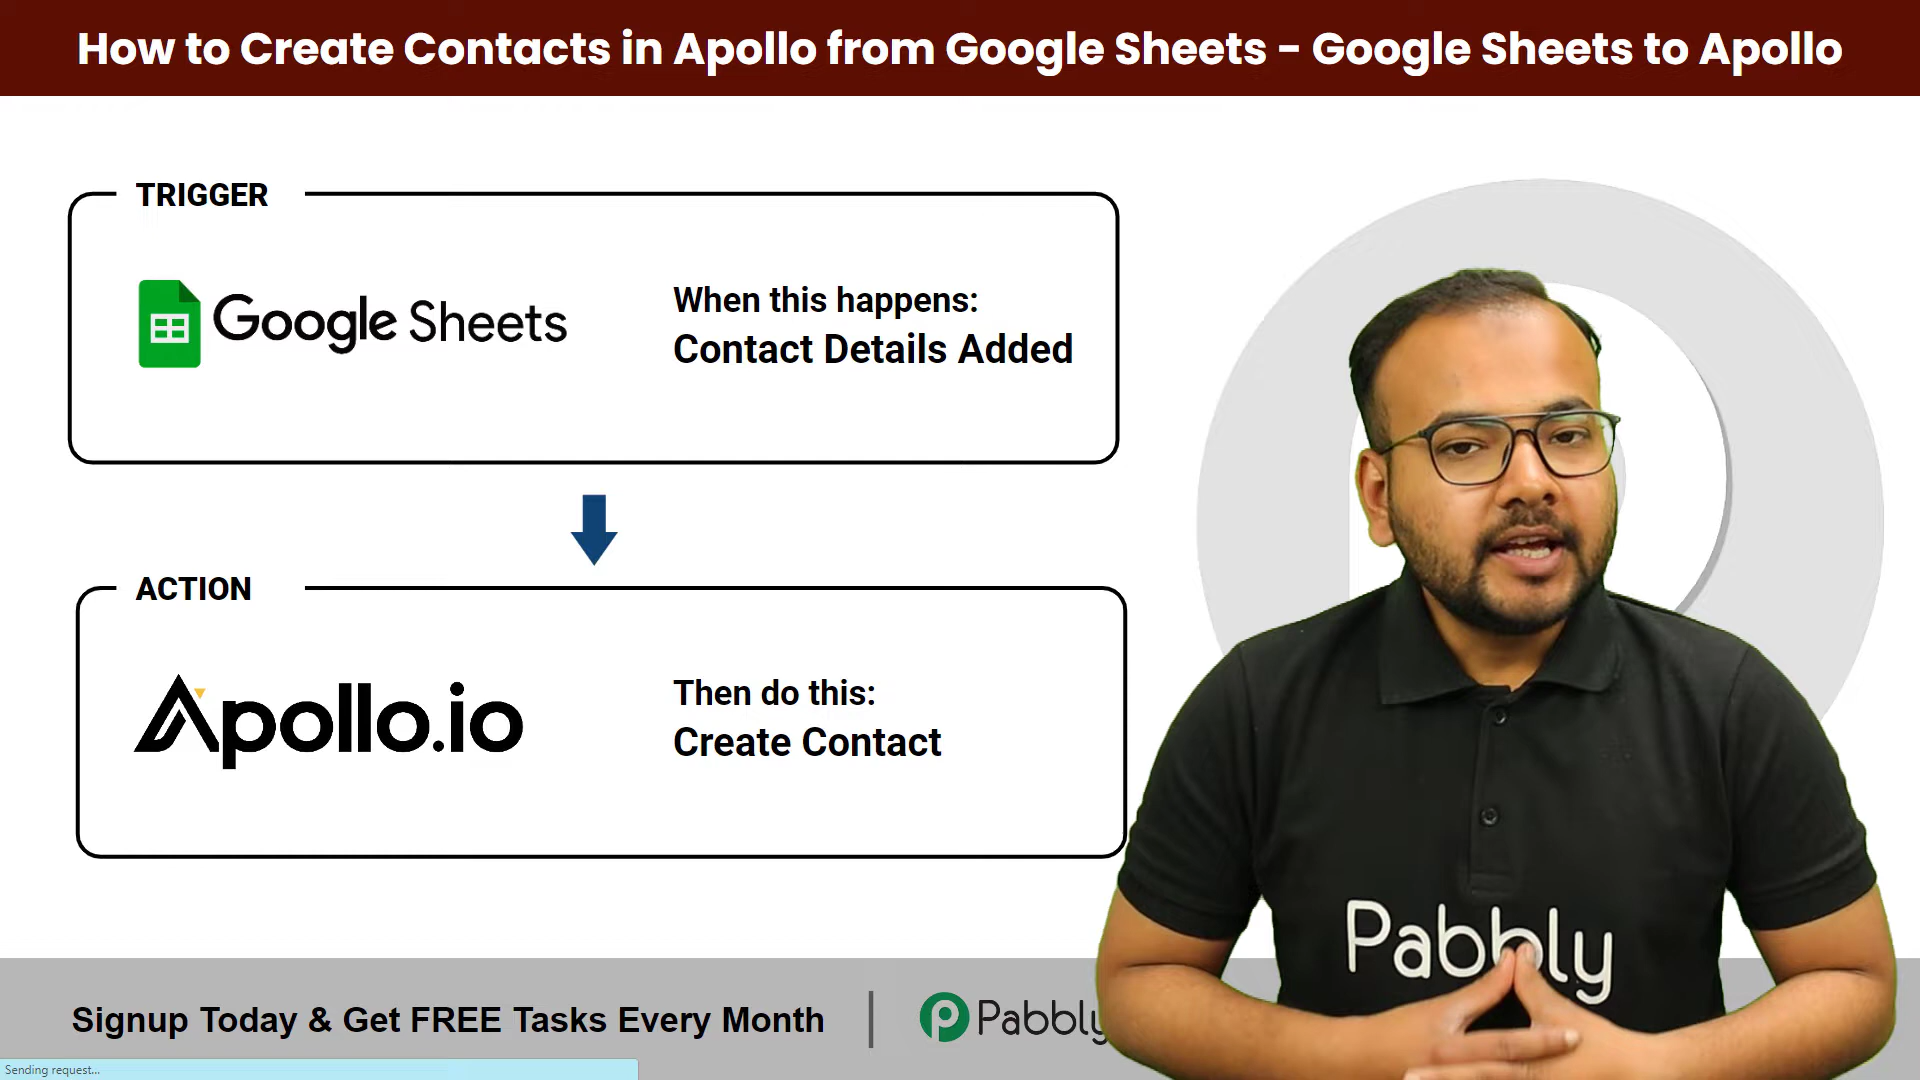 How to Create Contacts in Apollo from Google Sheets - Google Sheets to Apollo
TRIGGER
Google Sheets
When this happens:
Contact Details Added
ACTION
Apollo.io
Then do this:
Create Contact
Pabbly
Signup Today & Get FREE Tasks Every Month
Pabbly
Sending request...